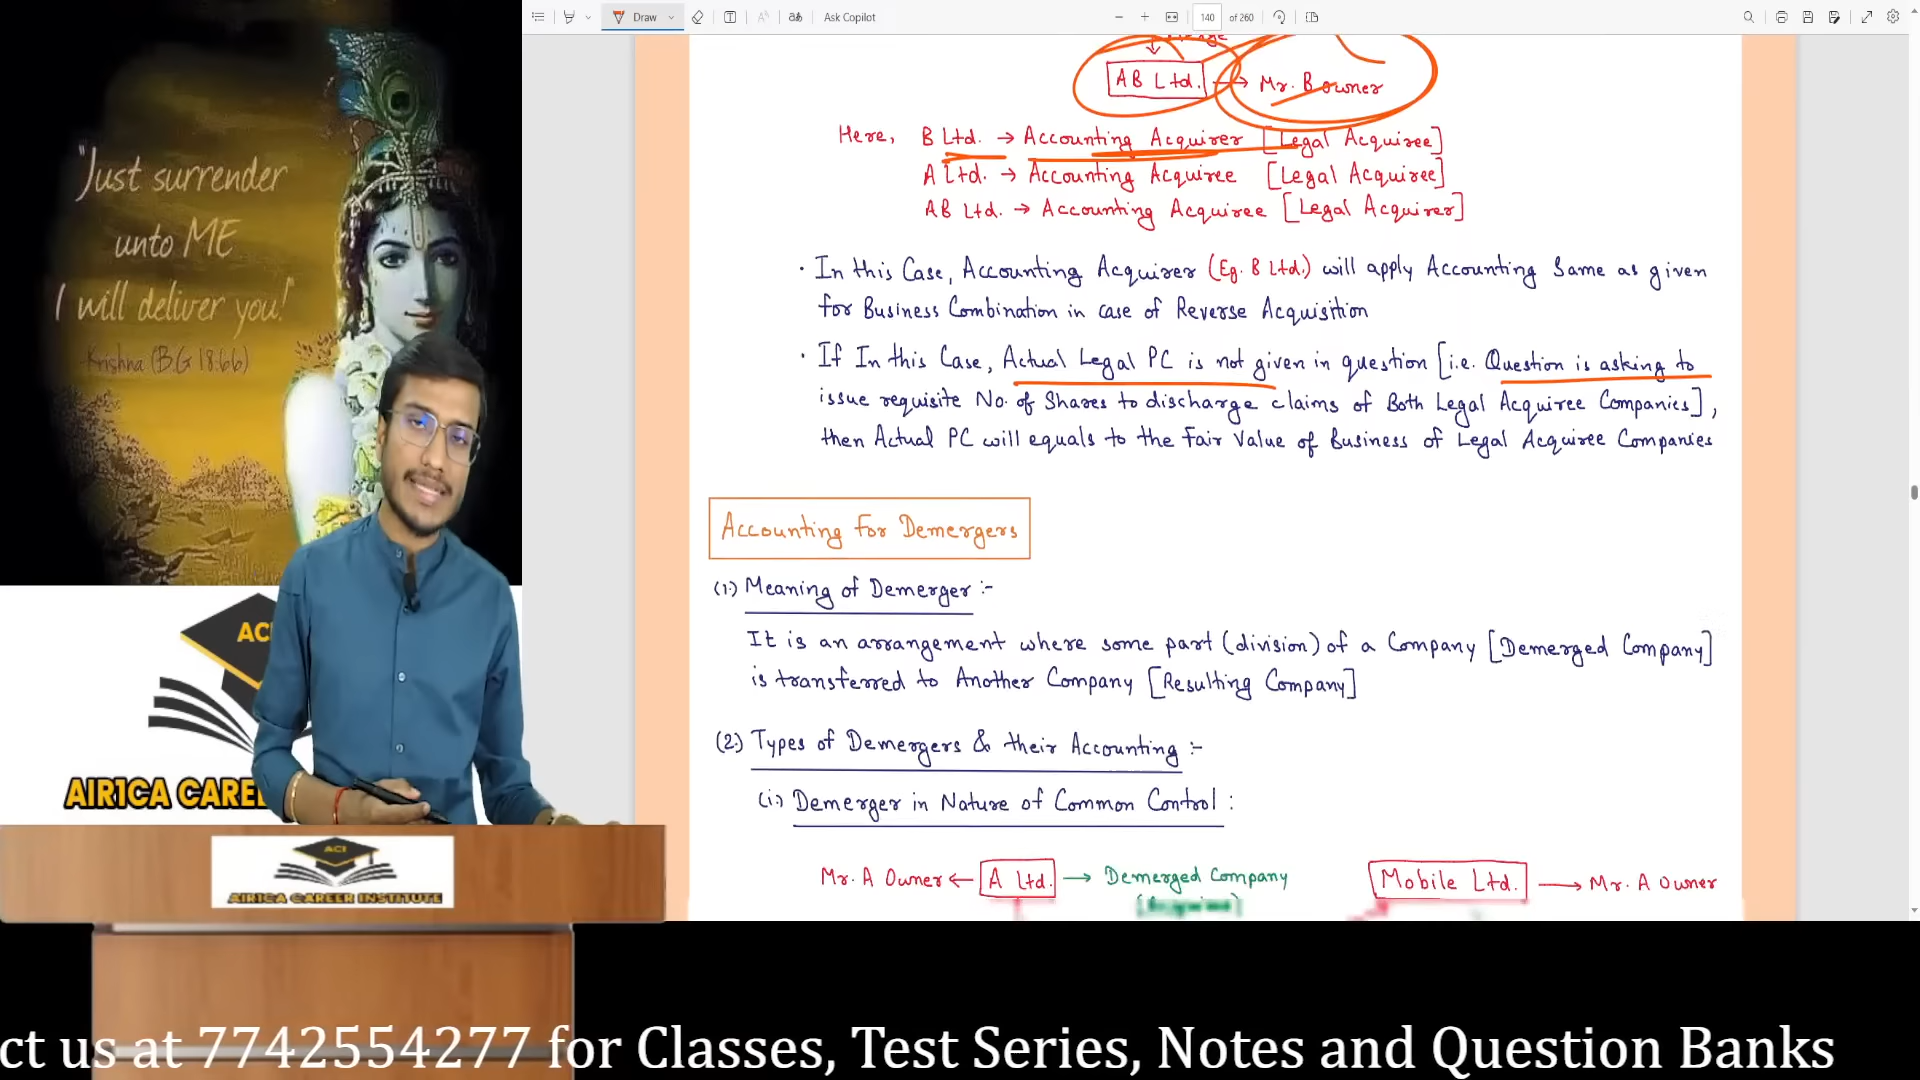 Draw
Ask Copilot
140 of 260
"Just surrender
unto ME
I will deliver you!"
-Krishna (B.G 18.66)
AB Ltd. → Mr. B owner
Here, B Ltd. → Accounting Acquirer [Legal Acquiree]
A Ltd. → Accounting Acquiree [Legal Acquiree]
AB Ltd. → Accounting Acquiree [Legal Acquirer]
· In this Case, Accounting Acquirer (Eg. B Ltd.) will apply Accounting Same as given
for Business Combination in case of Reverse Acquisition
· If In this Case, Actual Legal PC is not given in question [i.e. Question is asking to
issue requisite No. of Shares to discharge claims of Both Legal Acquiree Companies],
then Actual PC will equals to the Fair Value of Business of Legal Acquiree Companies
Accounting for Demergers
(1.) Meaning of Demerger :-
It is an arrangement where some part (division) of a Company [Demerged Company]
is transferred to Another Company [Resulting Company]
(2.) Types of Demergers & their Accounting :-
(i.) Demerger in Nature of Common Control :
Mr. A Owner ← A Ltd. → Demerged Company
Mobile Ltd. → Mr. A Owner
ACI
AIR1CA CAREE
ACI
AIR1CA CAREER INSTITUTE
ct us at 7742554277 for Classes, Test Series, Notes and Question Banks